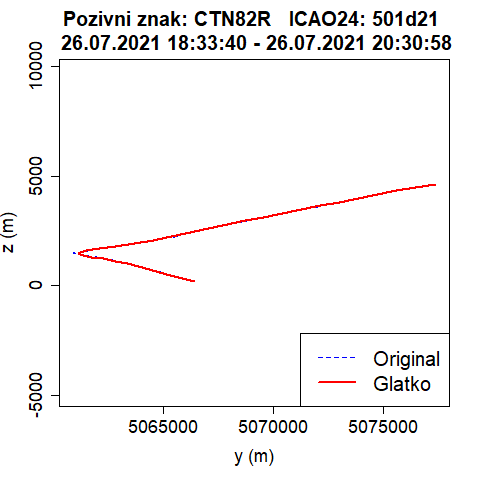 Pozivni znak: CTN82R   ICAO24: 501d21
26.07.2021 18:33:40 - 26.07.2021 20:30:58
10000
5000
0
-5000
z (m)
Original
Glatko
5065000 5070000 5075000
y (m)